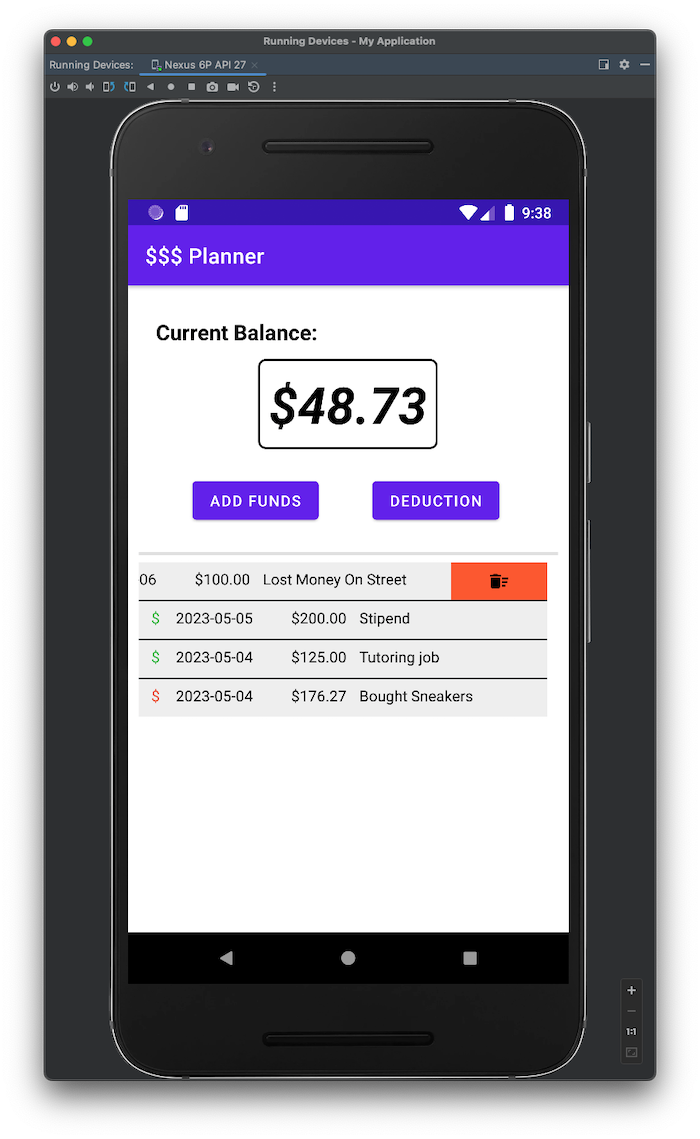 Running Devices - My Application
Running Devices: Nexus 6P API 27
9:38
$$$ Planner
Current Balance:
$48.73
ADD FUNDS DEDUCTION
06 $100.00 Lost Money On Street
$ 2023-05-05 $200.00 Stipend
$ 2023-05-04 $125.00 Tutoring job
$ 2023-05-04 $176.27 Bought Sneakers
1:1